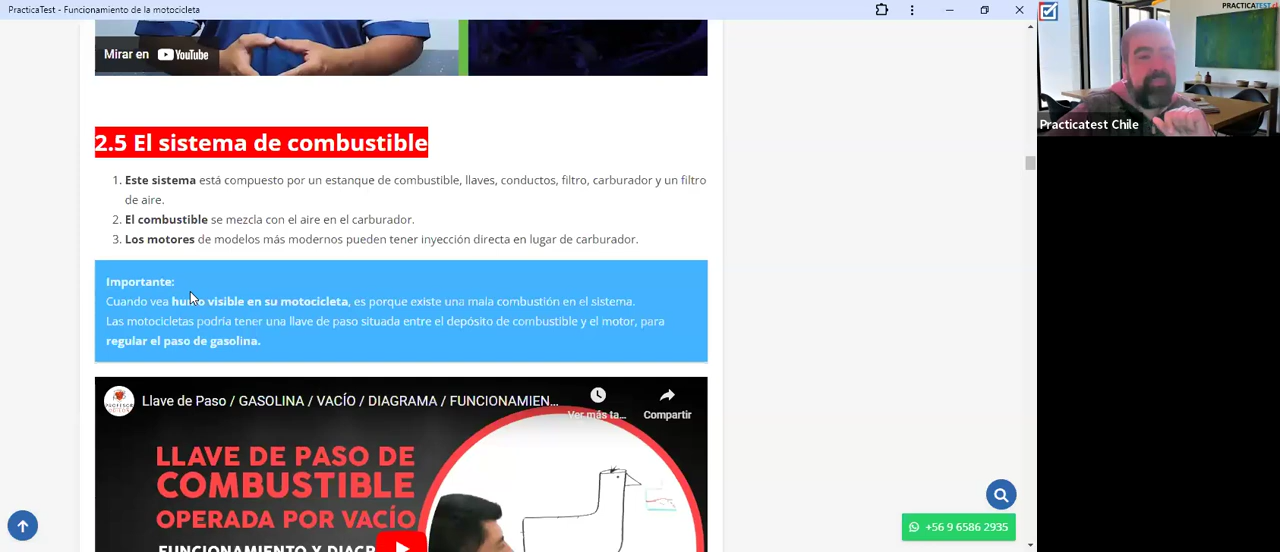 PracticaTest - Funcionamiento de la motocicleta
PRACTICATEST.cl
Mirar en YouTube
Practicatest Chile
2.5 El sistema de combustible
1. Este sistema está compuesto por un estanque de combustible, llaves, conductos, filtro, carburador y un filtro
de aire.
2. El combustible se mezcla con el aire en el carburador.
3. Los motores de modelos más modernos pueden tener inyección directa en lugar de carburador.
Importante:
Cuando vea humo visible en su motocicleta, es porque existe una mala combustión en el sistema.
Las motocicletas podría tener una llave de paso situada entre el depósito de combustible y el motor, para
regular el paso de gasolina.
Llave de Paso / GASOLINA / VACÍO / DIAGRAMA / FUNCIONAMIEN...
Ver más ta...
Compartir
LLAVE DE PASO DE
COMBUSTIBLE
OPERADA POR VACÍO
+56 9 6586 2935